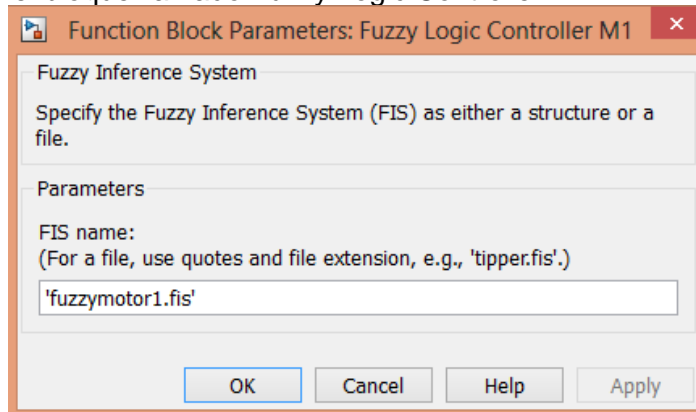 Function Block Parameters: Fuzzy Logic Controller M1
Fuzzy Inference System
Specify the Fuzzy Inference System (FIS) as either a structure or a
file.
Parameters
FIS name:
(For a file, use quotes and file extension, e.g., 'tipper.fis'.)
'fuzzymotor1.fis'
OK Cancel Help Apply